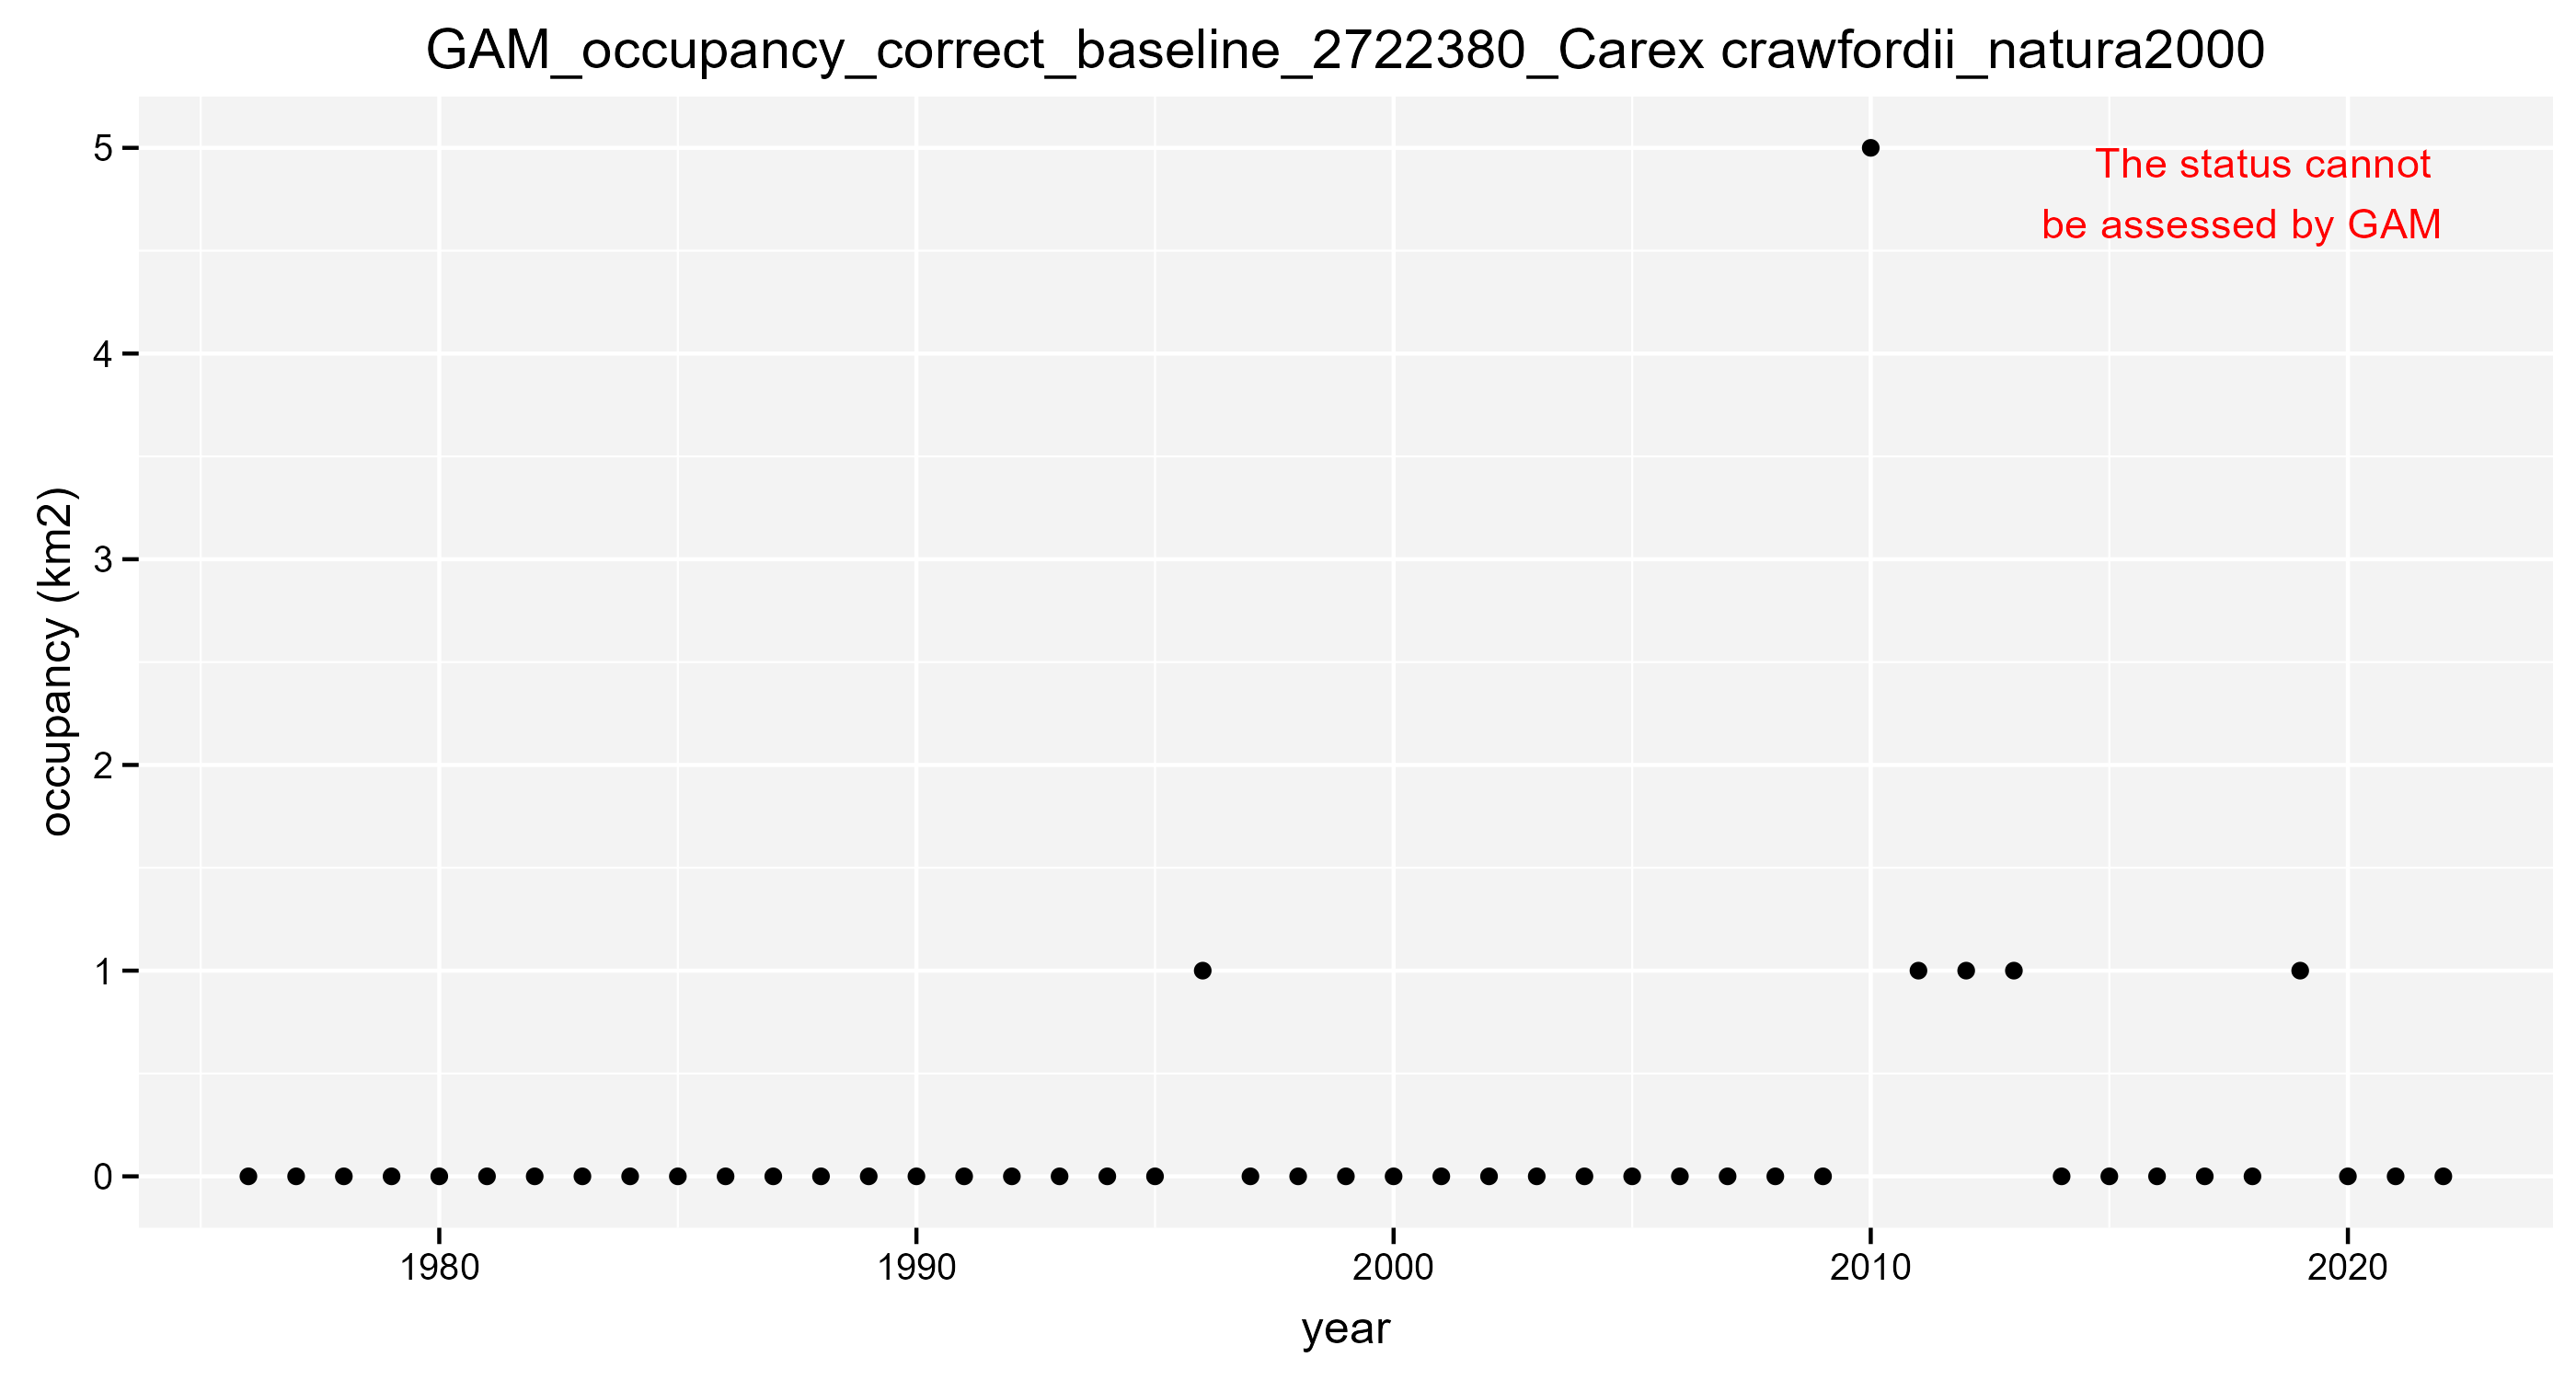 GAM_occupancy_correct_baseline_2722380_Carex crawfordii_natura2000
The status cannot
be assessed by GAM
occupancy (km2)
5
4
3
2
1
0
1980 1990 2000 2010 2020
year